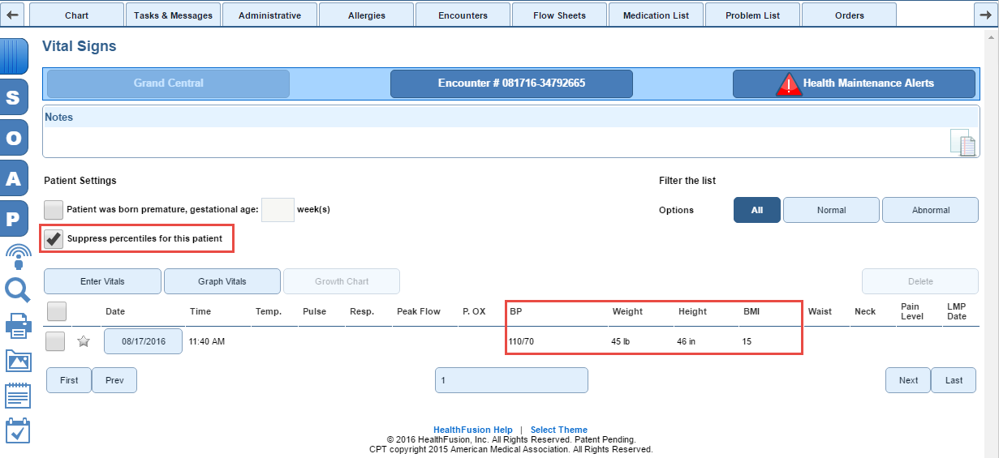 Chart Tasks & Messages Administrative Allergies Encounters Flow Sheets Medication List Problem List Orders
Vital Signs
Grand Central Encounter # 081716-34792665 Health Maintenance Alerts
Notes
S
O
A
P
Patient Settings Filter the list
Patient was born premature, gestational age: week(s) Options All Normal Abnormal
Suppress percentiles for this patient
Enter Vitals Graph Vitals Growth Chart Delete
Date Time Temp. Pulse Resp. Peak Flow P. OX BP Weight Height BMI Waist Neck Pain Level LMP Date
08/17/2016 11:40 AM 110/70 45 lb 46 in 15
First Prev 1 Next Last
HealthFusion Help | Select Theme
© 2016 HealthFusion, Inc. All Rights Reserved. Patent Pending.
CPT copyright 2015 American Medical Association. All Rights Reserved.